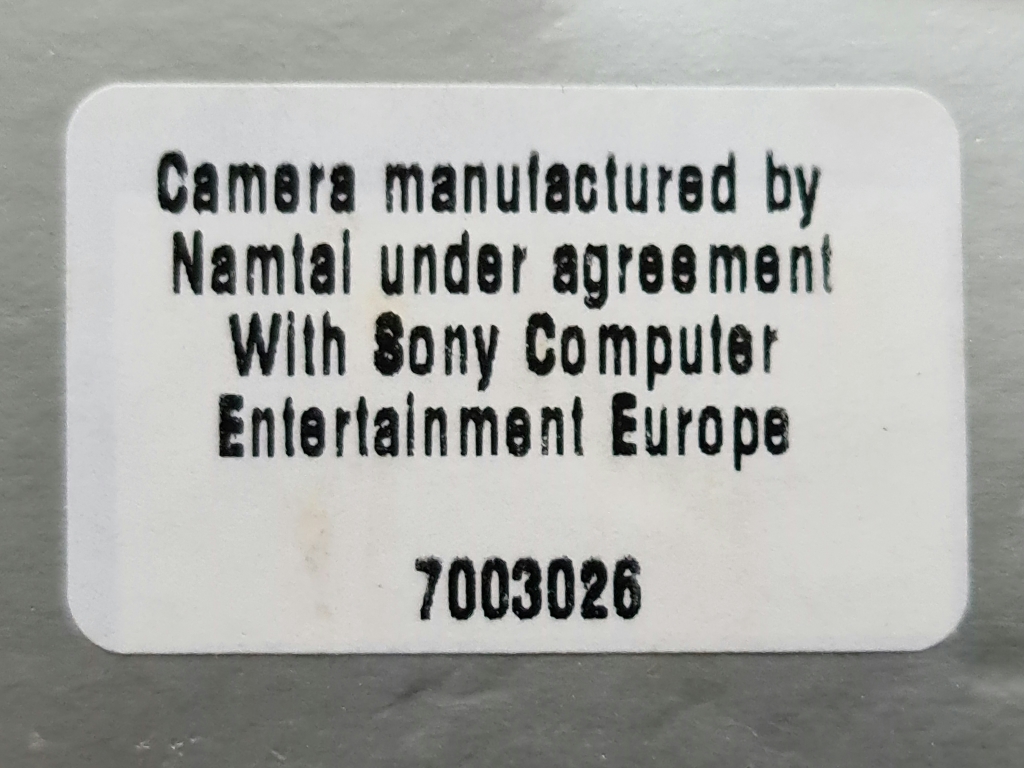 Camera manufactured by
Namtai under agreement
With Sony Computer
Entertainment Europe
7003026